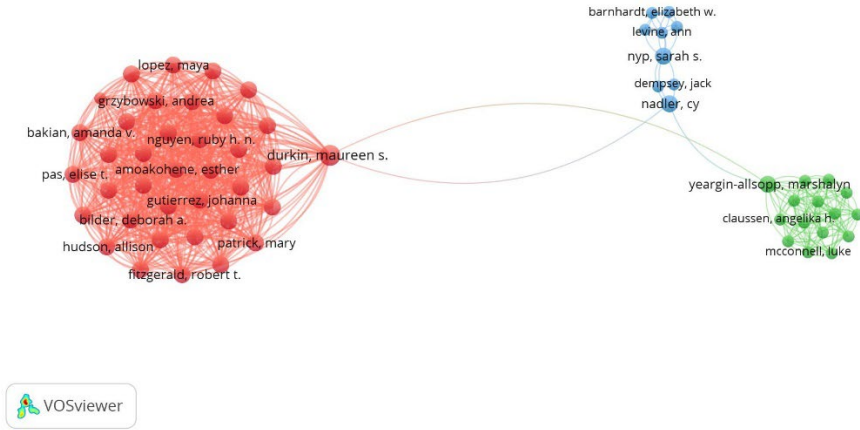 barnhardt, elizabeth w.
levine, ann
nyp, sarah s.
dempsey, jack
nadler, cy
lopez, maya
grzybowski, andrea
bakian, amanda v.
nguyen, ruby h. n.
durkin, maureen s.
pas, elise t.
amoakohene, esther
yeargin-allsopp, marshalyn
gutierrez, johanna
bilder, deborah a.
claussen, angelika h.
hudson, allison
patrick, mary
mcconnell, luke
fitzgerald, robert t.
VOSviewer